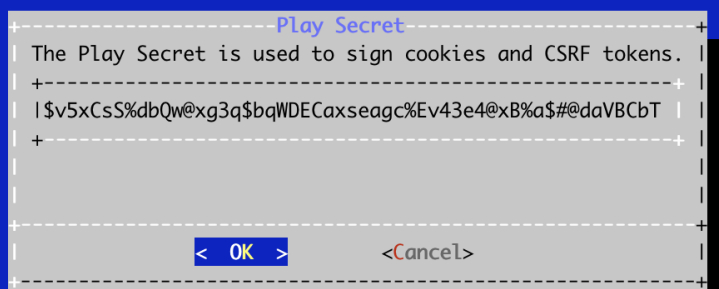 Play Secret
The Play Secret is used to sign cookies and CSRF tokens.
$v5xCsS%dbQw@xg3q$bqWDECaxseagc%Ev43e4@xB%a$#@daVBCbT
< OK > <Cancel>